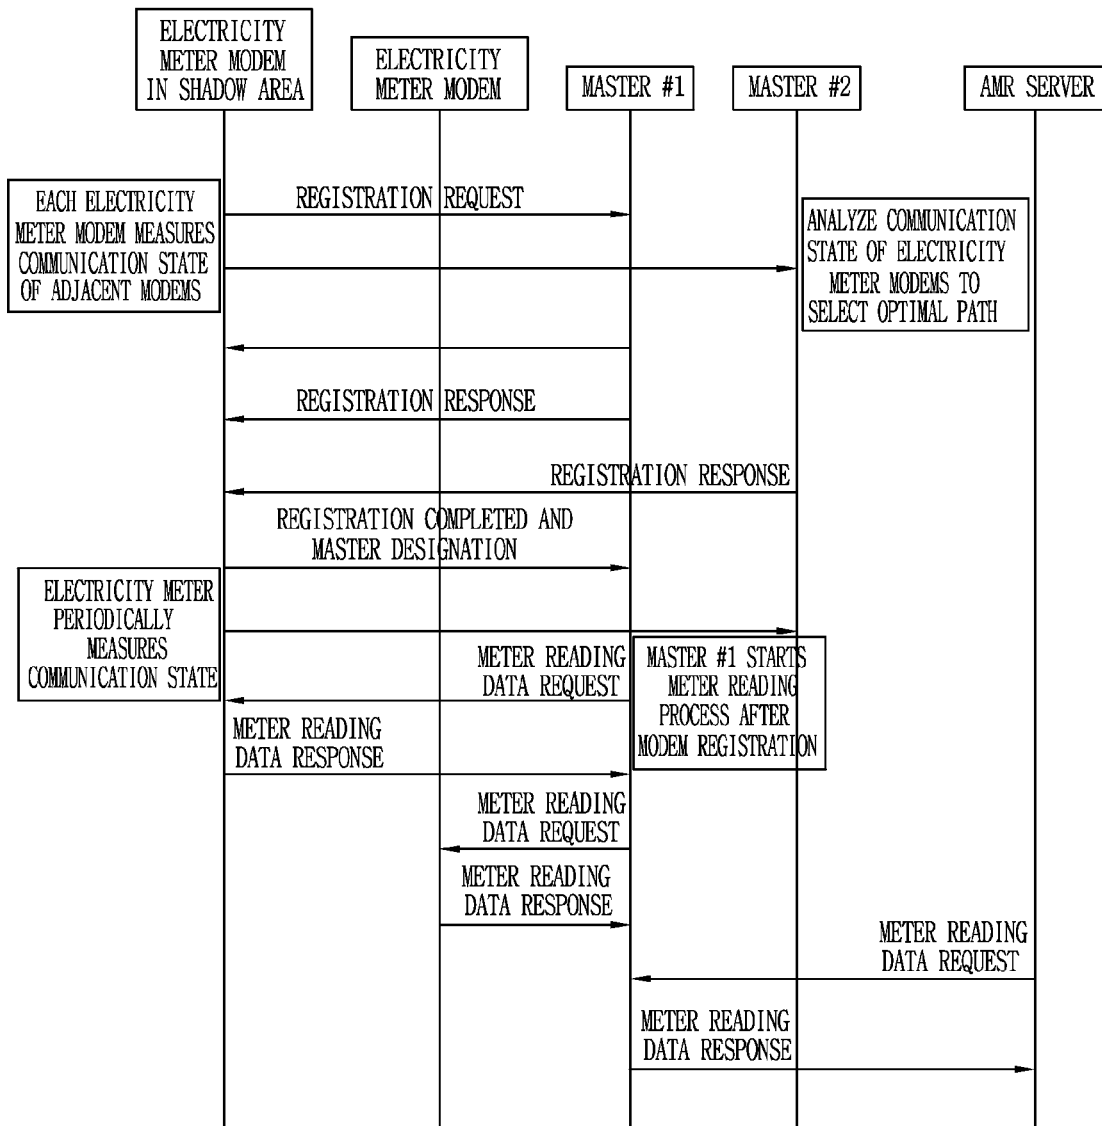 ELECTRICITY
METER MODEM
IN SHADOW AREA
ELECTRICITY
METER MODEM
MASTER #1
MASTER #2
AMR SERVER
EACH ELECTRICITY
METER MODEM MEASURES
COMMUNICATION STATE
OF ADJACENT MODEMS
REGISTRATION REQUEST
ANALYZE COMMUNICATION
STATE OF ELECTRICITY
METER MODEMS TO
SELECT OPTIMAL PATH
REGISTRATION RESPONSE
REGISTRATION RESPONSE
REGISTRATION COMPLETED AND
MASTER DESIGNATION
ELECTRICITY METER
PERIODICALLY
MEASURES
COMMUNICATION STATE
METER READING
DATA REQUEST
MASTER #1 STARTS
METER READING
PROCESS AFTER
MODEM REGISTRATION
METER READING
DATA RESPONSE
METER READING
DATA REQUEST
METER READING
DATA RESPONSE
METER READING
DATA REQUEST
METER READING
DATA RESPONSE